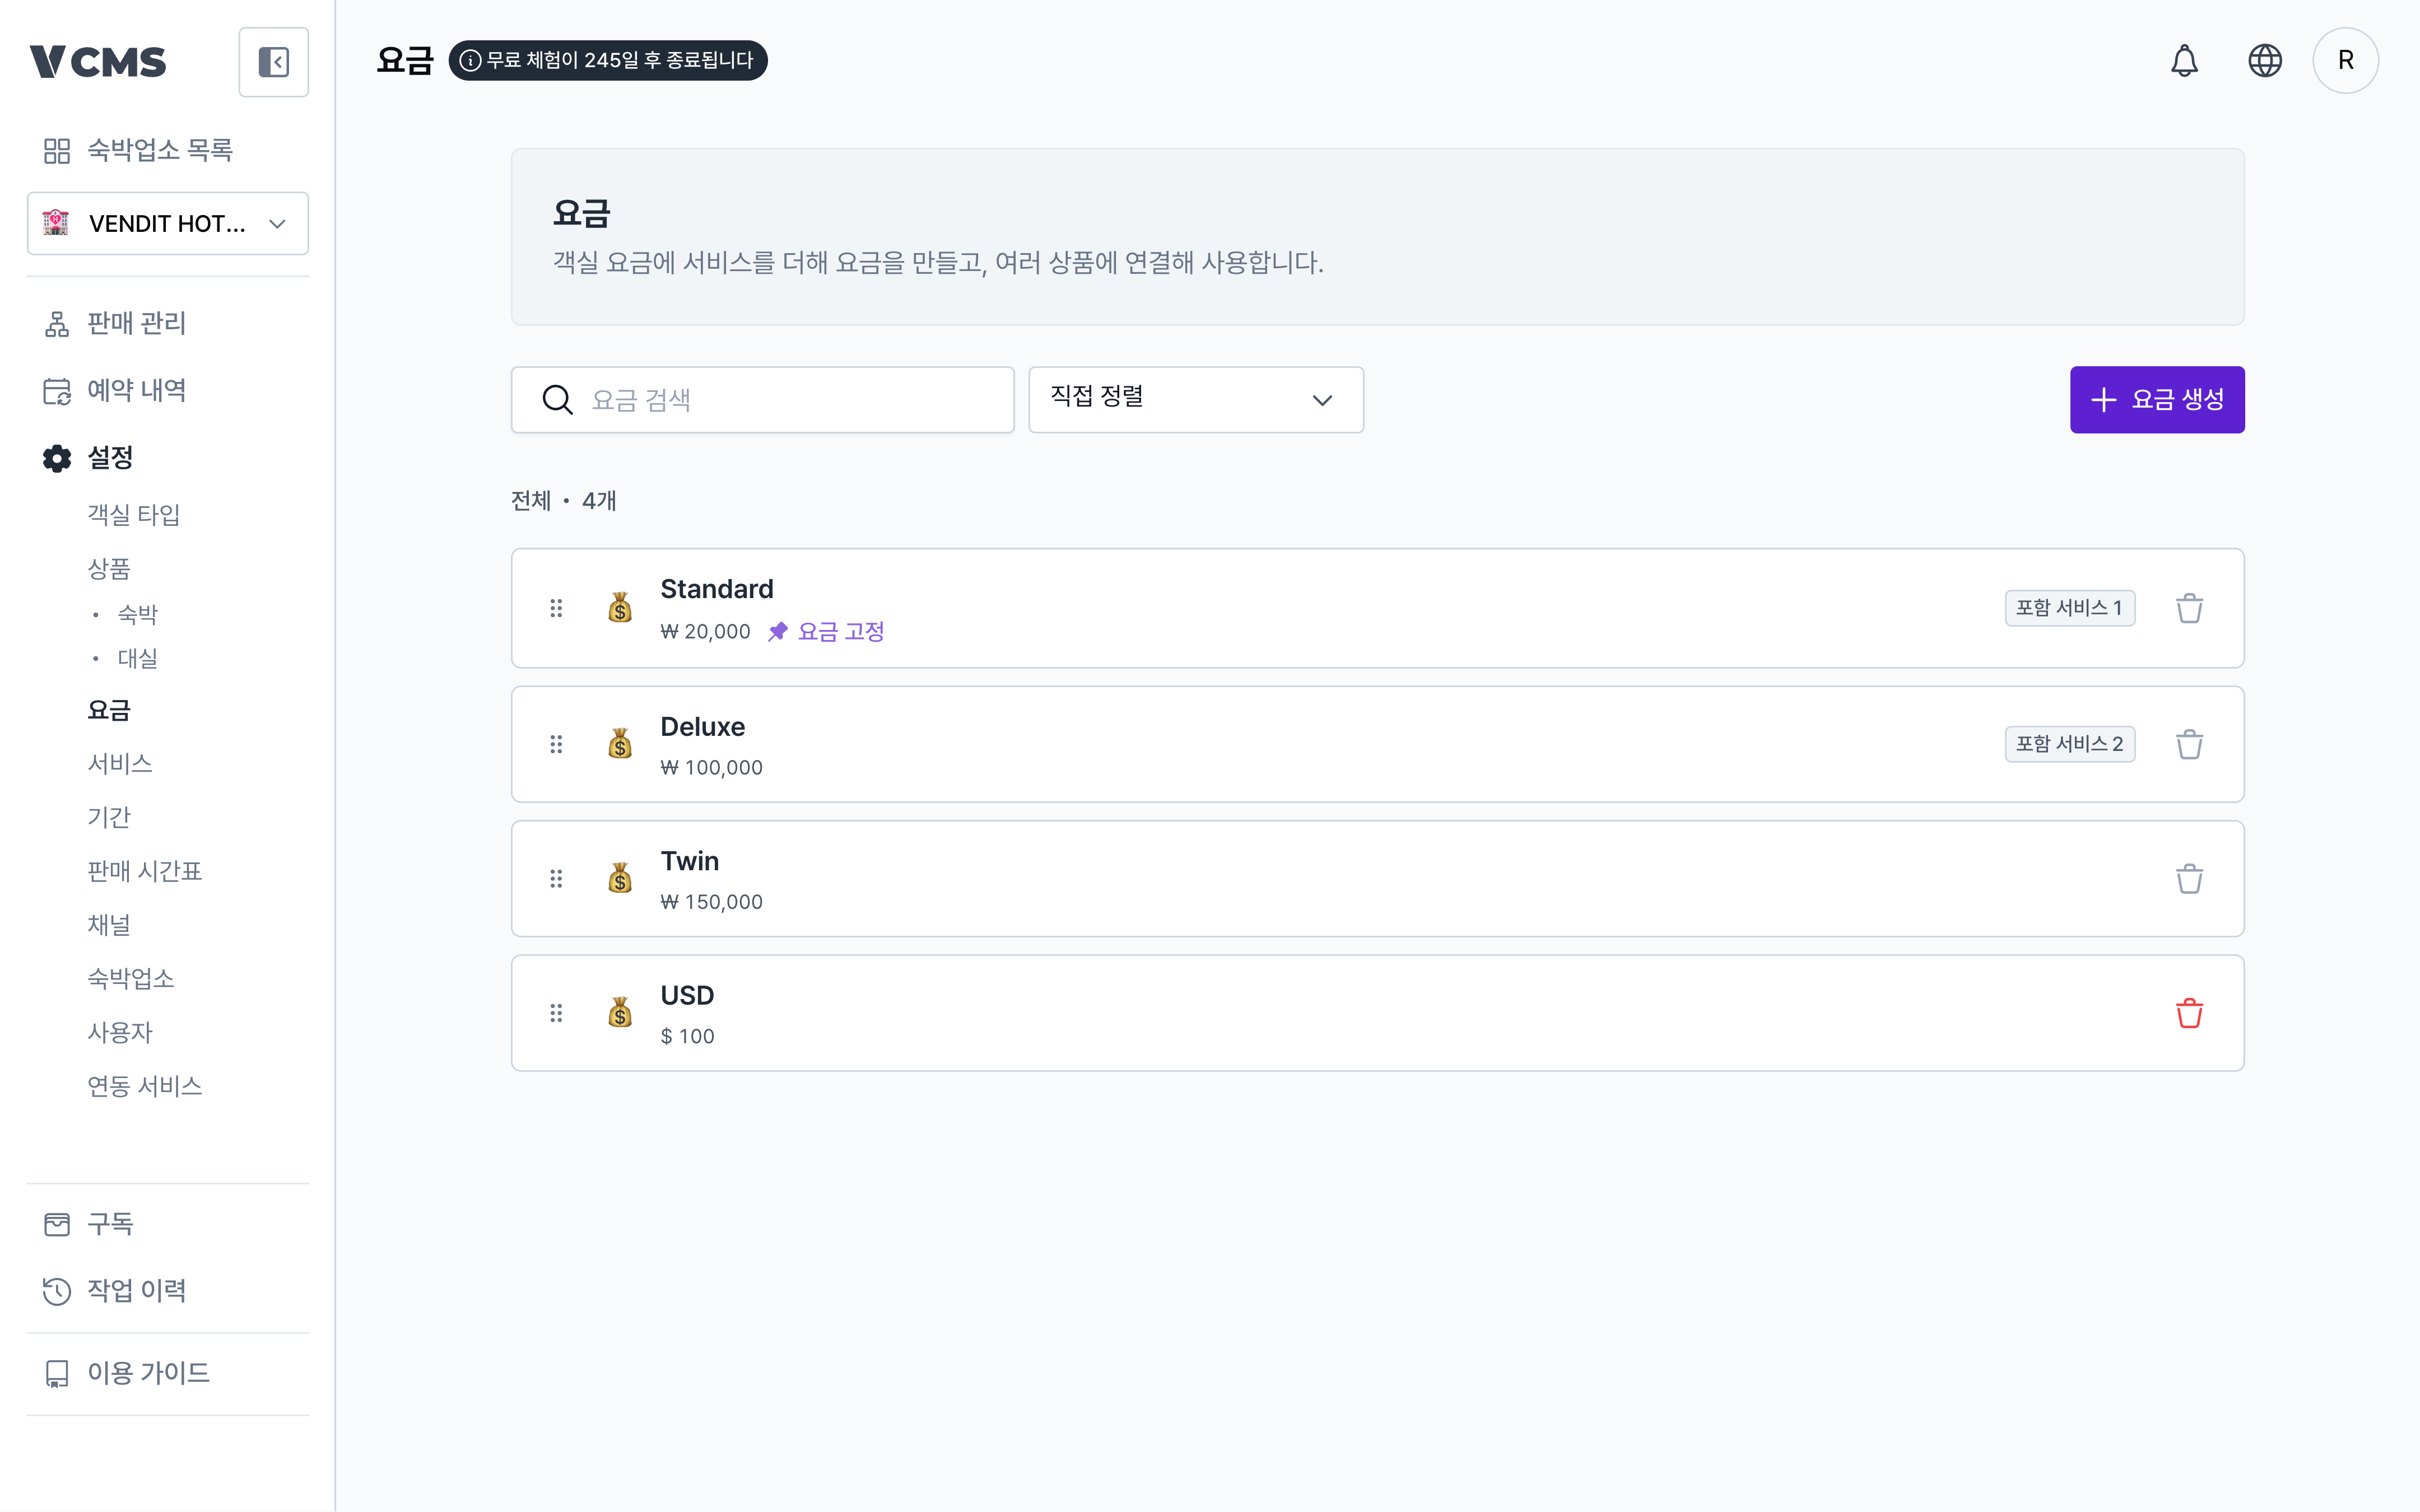 VCMS
숙박업소 목록
VENDIT HOT...
판매 관리
예약 내역
설정
객실 타입
상품
• 숙박
• 대실
요금
서비스
기간
판매 시간표
채널
숙박업소
사용자
연동 서비스
구독
작업 이력
이용 가이드
요금 무료 체험이 245일 후 종료됩니다
R
요금
객실 요금에 서비스를 더해 요금을 만들고, 여러 상품에 연결해 사용합니다.
요금 검색
직접 정렬
요금 생성
전체 • 4개
Standard
₩ 20,000 요금 고정
포함 서비스 1
Deluxe
₩ 100,000
포함 서비스 2
Twin
₩ 150,000
USD
$ 100